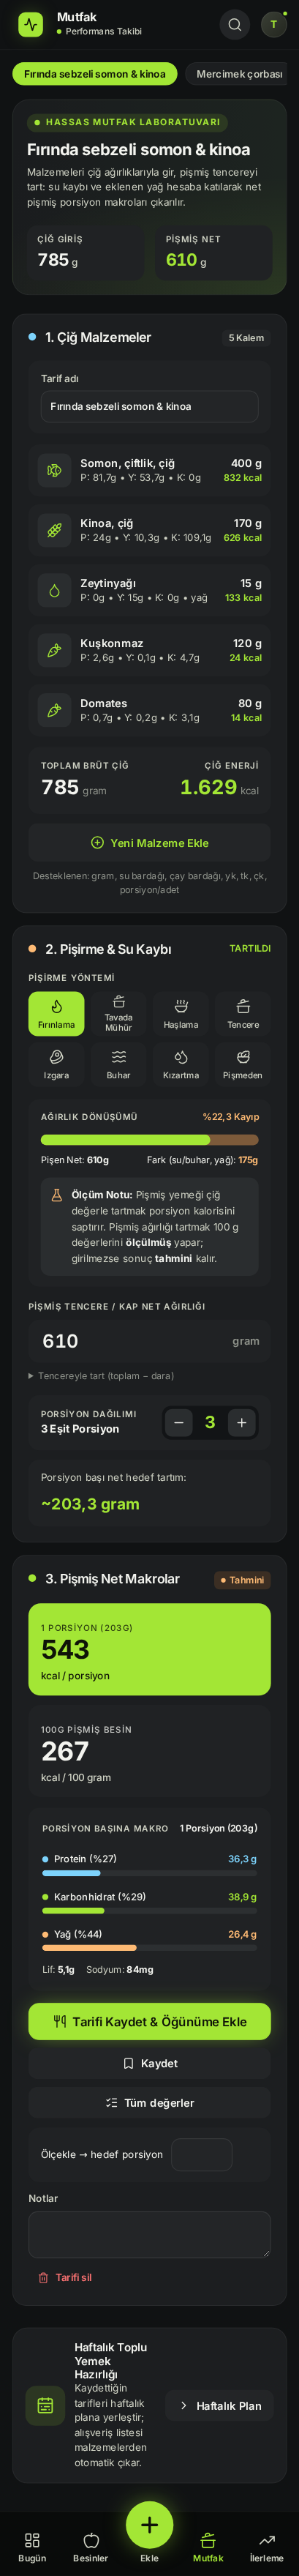 Mutfak
Performans Takibi
T
Fırında sebzeli somon & kinoa
Mercimek çorbası
HASSAS MUTFAK LABORATUVARI
Fırında sebzeli somon & kinoa
Malzemeleri çiğ ağırlıklarıyla gir, pişmiş tencereyi
tart: su kaybı ve eklenen yağ hesaba katılarak net
pişmiş porsiyon makroları çıkarılır.
ÇİĞ GİRİŞ
785 g
PİŞMİŞ NET
610 g
1. Çiğ Malzemeler
5 Kalem
Tarif adı
Fırında sebzeli somon & kinoa
Somon, çiftlik, çiğ
400 g
P: 81,7g • Y: 53,7g • K: 0g
832 kcal
Kinoa, çiğ
170 g
P: 24g • Y: 10,3g • K: 109,1g
626 kcal
Zeytinyağı
15 g
P: 0g • Y: 15g • K: 0g • yağ
133 kcal
Kuşkonmaz
120 g
P: 2,6g • Y: 0,1g • K: 4,7g
24 kcal
Domates
80 g
P: 0,7g • Y: 0,2g • K: 3,1g
14 kcal
TOPLAM BRÜT ÇİĞ
785 gram
ÇİĞ ENERJİ
1.629 kcal
Yeni Malzeme Ekle
Desteklenen: gram, su bardağı, çay bardağı, yk, tk, çk,
porsiyon/adet
2. Pişirme & Su Kaybı
TARTILDI
PİŞİRME YÖNTEMİ
Fırınlama
Tavada
Mühür
Haşlama
Tencere
Izgara
Buhar
Kızartma
Pişmeden
AĞIRLIK DÖNÜŞÜMÜ
%22,3 Kayıp
Pişen Net: 610g
Fark (su/buhar, yağ): 175g
Ölçüm Notu: Pişmiş yemeği çiğ
değerle tartmak porsiyon kalorisini
saptırır. Pişmiş ağırlığı tartmak 100 g
değerlerini ölçülmüş yapar;
girilmezse sonuç tahmini kalır.
PİŞMİŞ TENCERE / KAP NET AĞIRLIĞI
610
gram
Tencereyle tart (toplam − dara)
PORSİYON DAĞILIMI
3 Eşit Porsiyon
− 3 +
Porsiyon başı net hedef tartım:
~203,3 gram
3. Pişmiş Net Makrolar
Tahmini
1 PORSİYON (203G)
543
kcal / porsiyon
100G PİŞMİŞ BESİN
267
kcal / 100 gram
PORSİYON BAŞINA MAKRO
1 Porsiyon (203g)
Protein (%27)
36,3 g
Karbonhidrat (%29)
38,9 g
Yağ (%44)
26,4 g
Lif: 5,1g
Sodyum: 84mg
Tarifi Kaydet & Öğünüme Ekle
Kaydet
Tüm değerler
Ölçekle → hedef porsiyon
Notlar
Tarifi sil
Haftalık Toplu
Yemek
Hazırlığı
Kaydettiğin
tarifleri haftalık
plana yerleştir;
alışveriş listesi
malzemelerden
otomatik çıkar.
Haftalık Plan
Bugün
Besinler
Ekle
Mutfak
İlerleme